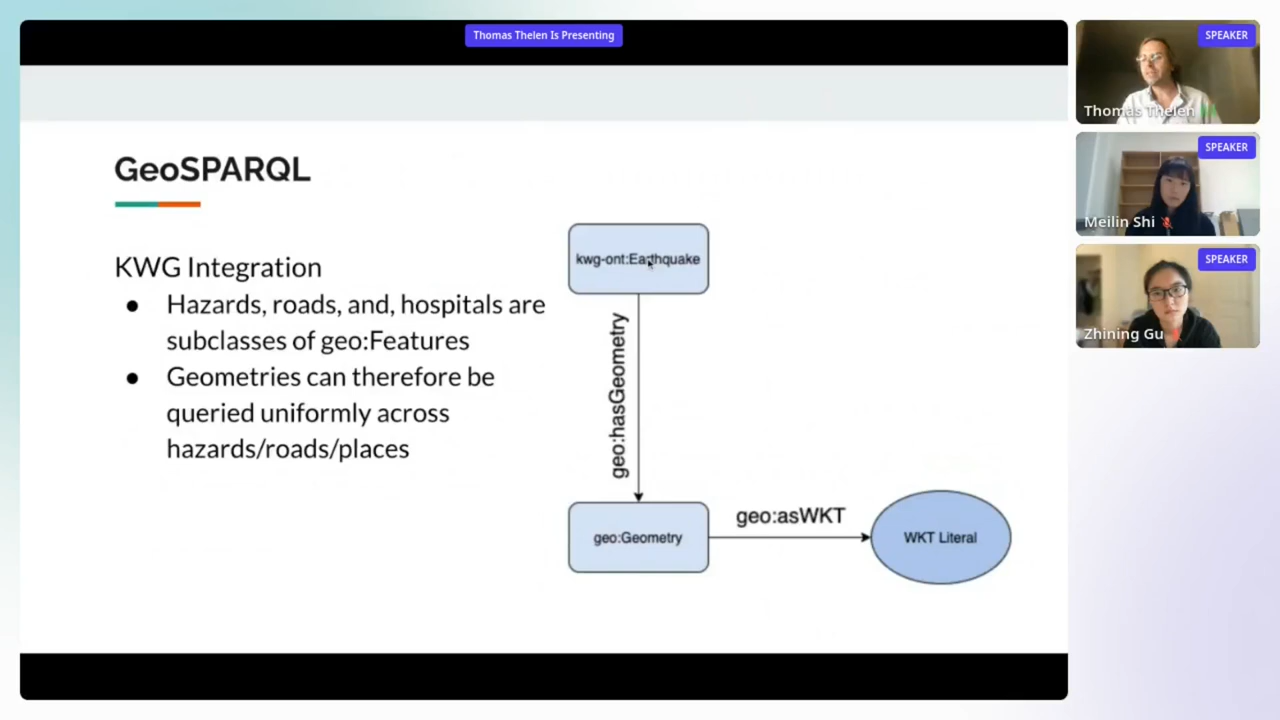 Thomas Thelen Is Presenting
GeoSPARQL
KWG Integration
● Hazards, roads, and, hospitals are
subclasses of geo:Features
● Geometries can therefore be
queried uniformly across
hazards/roads/places
kwg-ont:Earthquake
geo:hasGeometry
geo:Geometry
geo:asWKT
WKT Literal
SPEAKER
Thomas Thelen
SPEAKER
Meilin Shi
SPEAKER
Zhining Gu